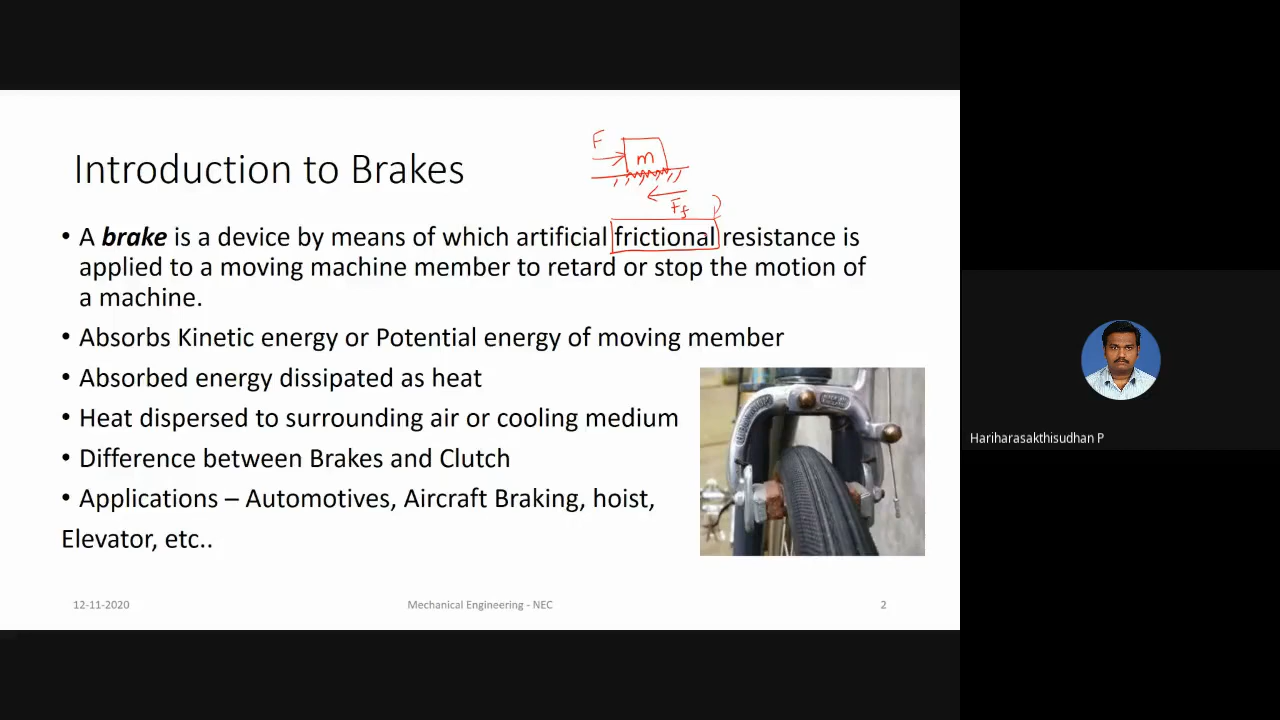 F
m
Ff
Introduction to Brakes
• A brake is a device by means of which artificial frictional resistance is
applied to a moving machine member to retard or stop the motion of
a machine.
• Absorbs Kinetic energy or Potential energy of moving member
• Absorbed energy dissipated as heat
• Heat dispersed to surrounding air or cooling medium
• Difference between Brakes and Clutch
• Applications – Automotives, Aircraft Braking, hoist,
Elevator, etc..
12-11-2020
Mechanical Engineering - NEC
2
Hariharasakthisudhan P